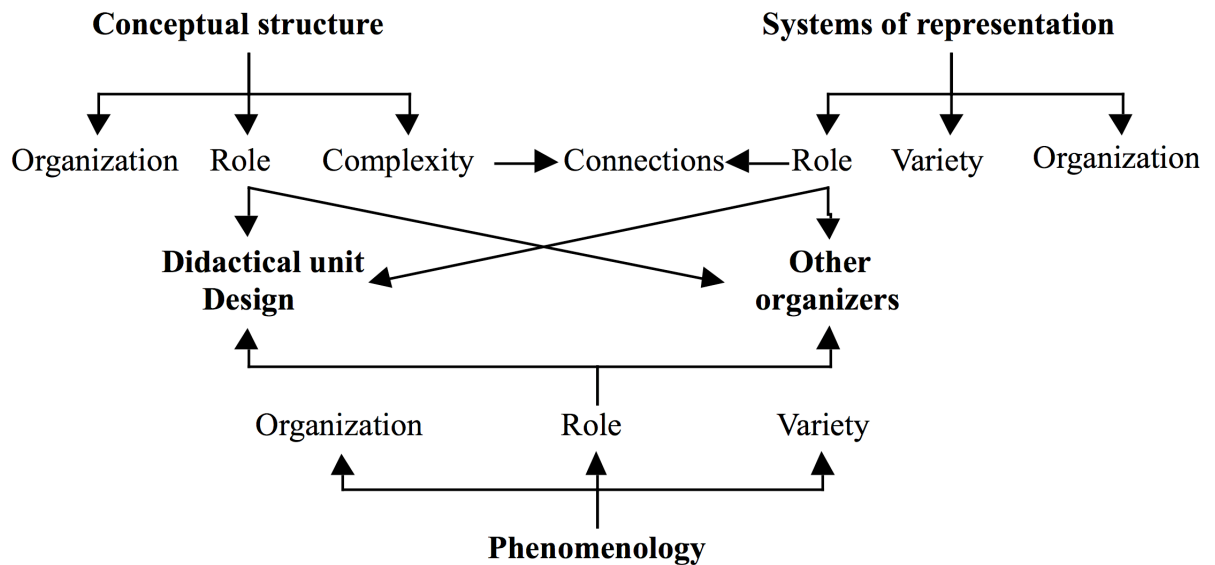 Conceptual structure Systems of representation
Organization Role Complexity Connections Role Variety Organization
Didactical unit Other
Design organizers
Organization Role Variety
Phenomenology